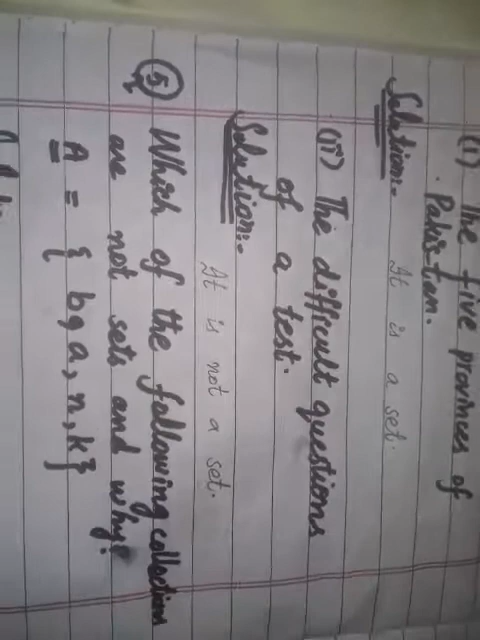 (i) The five provinces of
Pakistan.
Solution:-
It is a set.
(iii) The difficult questions
of a test.
Solution:-
It is not a set.
(5) Which of the following collections
are not sets and why?
A = { b, a, n, k}